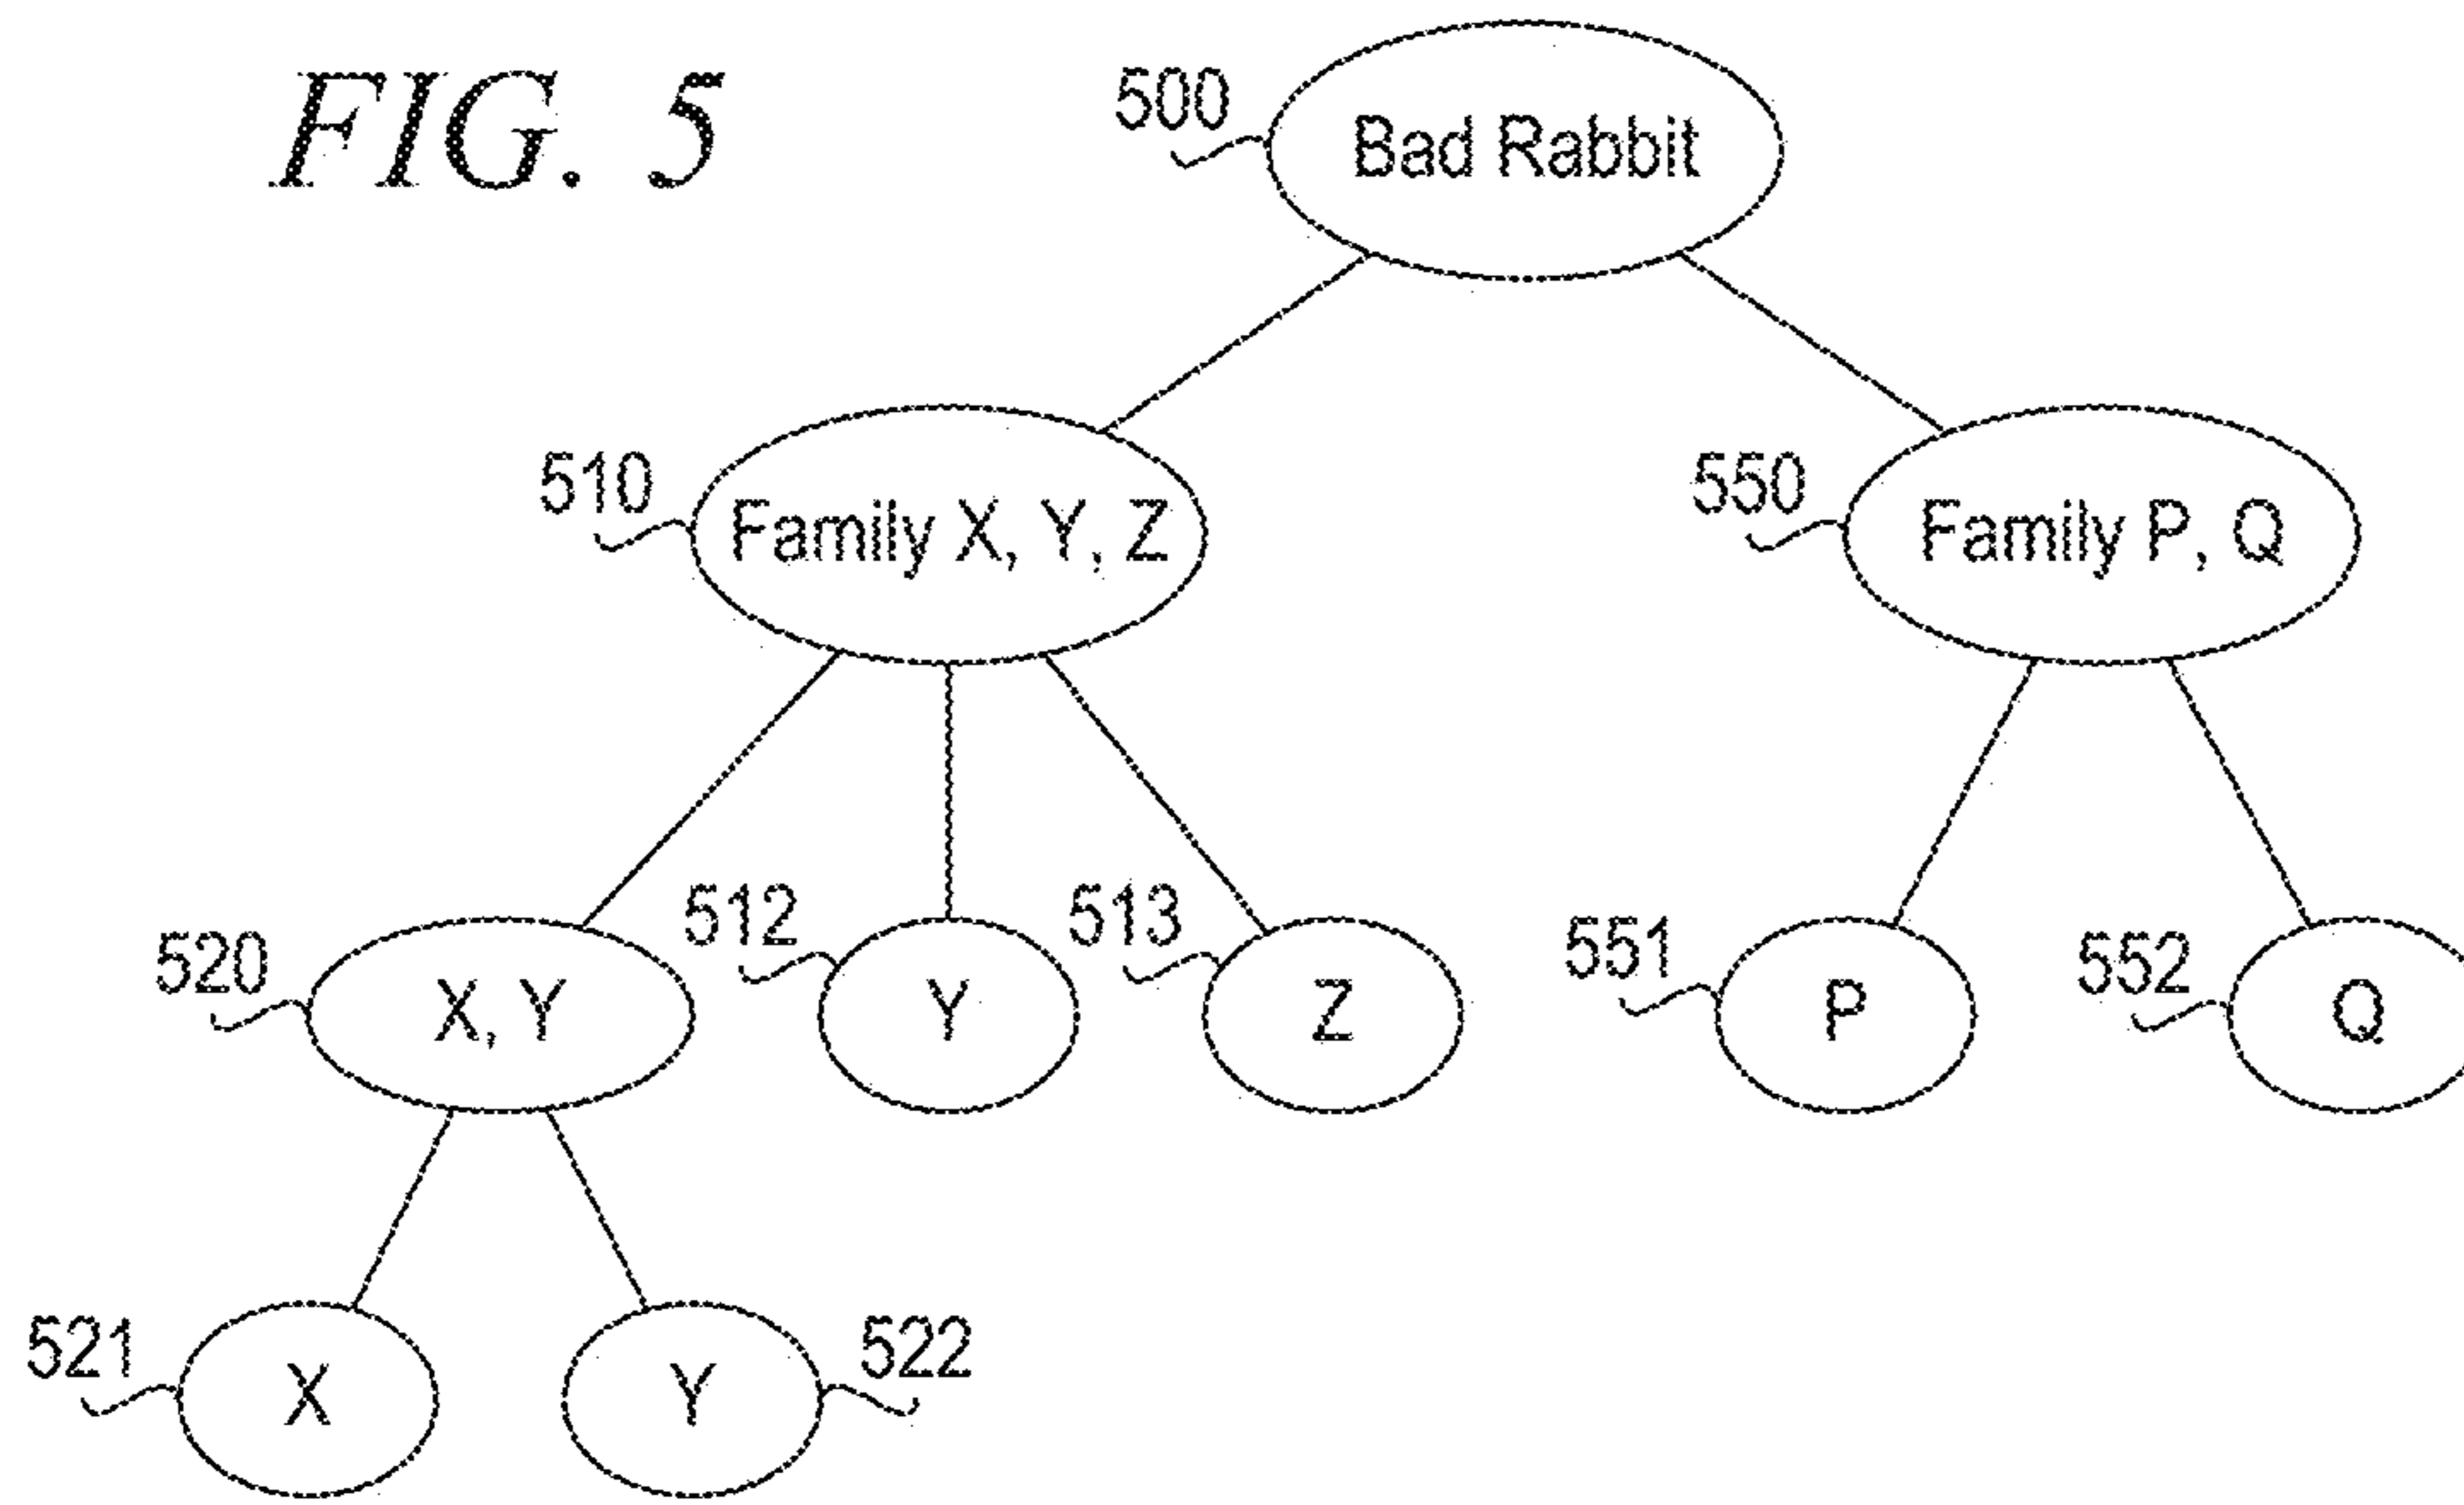 FIG. 5
500
Bad Rabbit
510
Family X, Y, Z
550
Family P, Q
520
X, Y
512
Y
513
Z
551
P
552
Q
521
X
Y
522